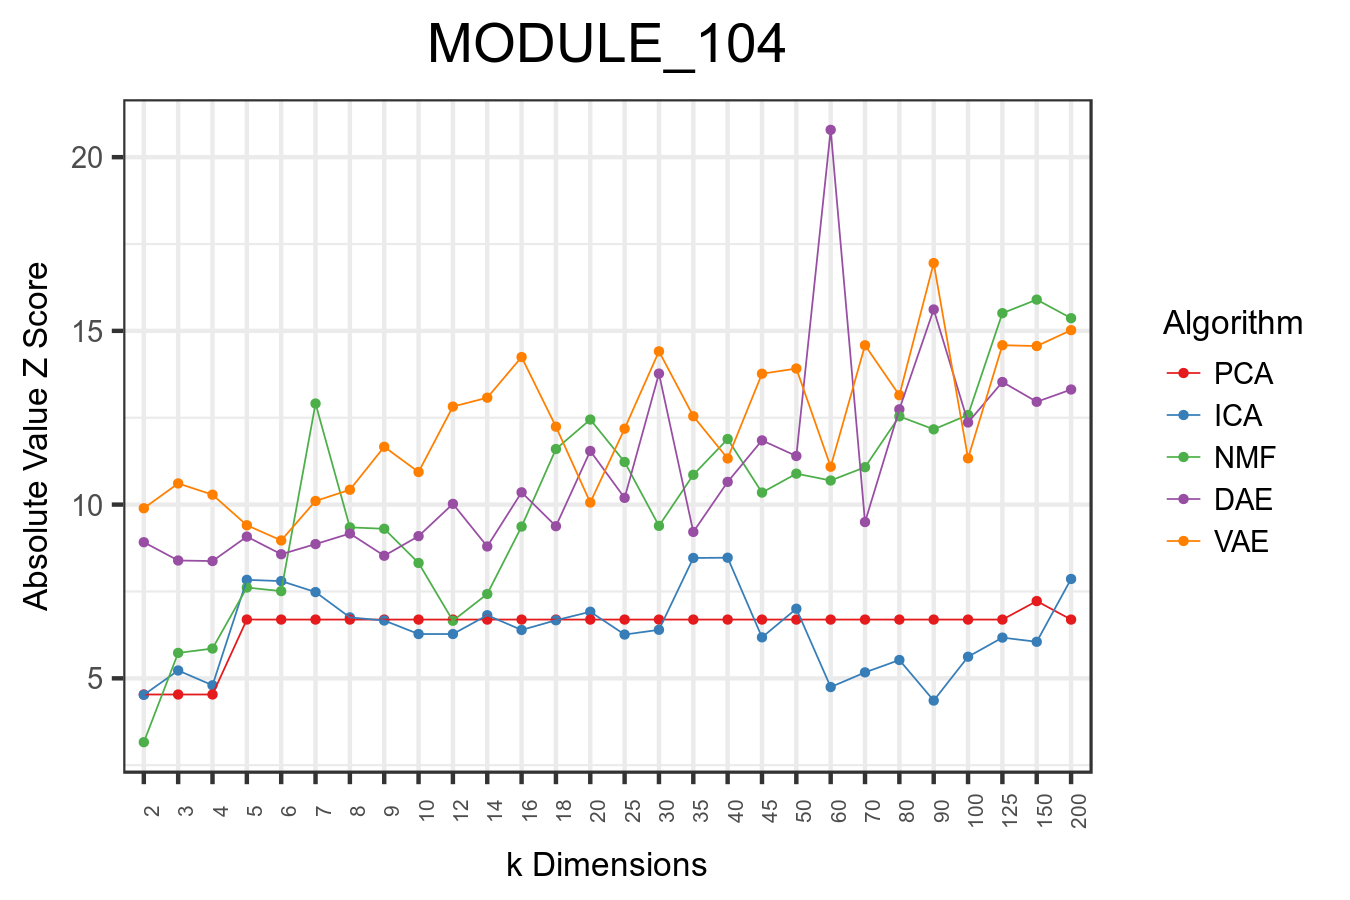 MODULE_104
Absolute Value Z Score
20
15
10
5
2 3 4 5 6 7 8 9 10 12 14 16 18 20 25 30 35 40 45 50 60 70 80 90 100 125 150 200
k Dimensions
Algorithm
PCA
ICA
NMF
DAE
VAE